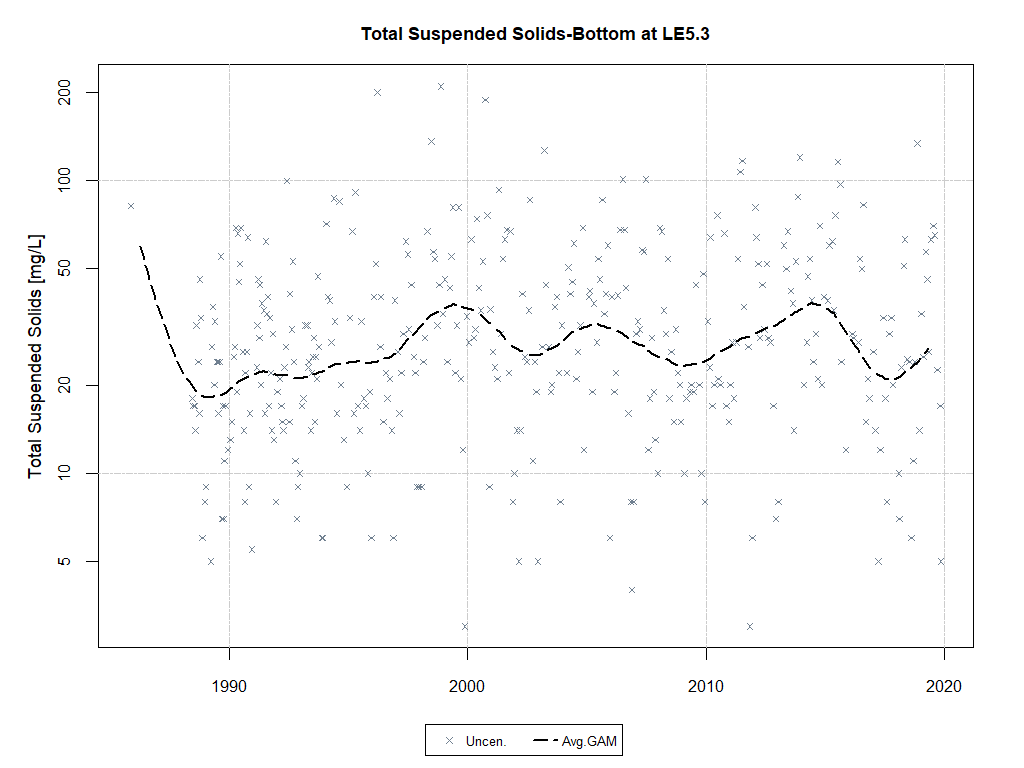 Total Suspended Solids-Bottom at LE5.3
Total Suspended Solids [mg/L]
200
100
50
20
10
5
1990 2000 2010 2020
Uncen. Avg.GAM